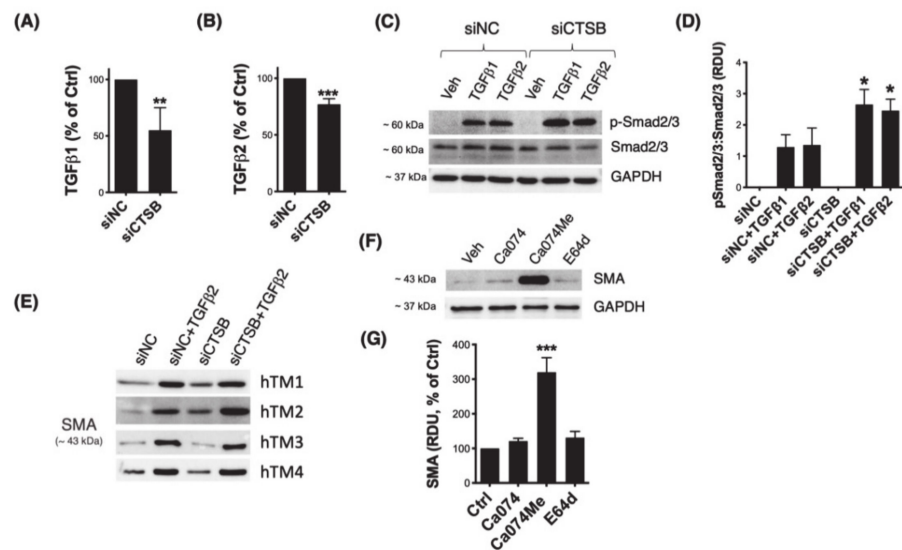 (A)
TGFβ1 (% of Ctrl)
100
50
0
siNC
siCTSB
**
(B)
TGFβ2 (% of Ctrl)
100
50
0
siNC
siCTSB
***
(C)
siNC siCTSB
Veh TGFβ1 TGFβ2 Veh TGFβ1 TGFβ2
~ 60 kDa p-Smad2/3
~ 60 kDa Smad2/3
~ 37 kDa GAPDH
(D)
pSmad2/3:Smad2/3 (RDU)
4
3
2
1
0
* *
siNC
siNC+TGFβ1
siNC+TGFβ2
siCTSB
siCTSB+TGFβ1
siCTSB+TGFβ2
(E)
siNC siNC+TGFβ2 siCTSB siCTSB+TGFβ2
SMA
(~ 43 kDa)
hTM1
hTM2
hTM3
hTM4
(F)
Veh Ca074 Ca074Me E64d
~ 43 kDa SMA
~ 37 kDa GAPDH
(G)
SMA (RDU, % of Ctrl)
400
300
200
100
0
***
Ctrl
Ca074
Ca074Me
E64d